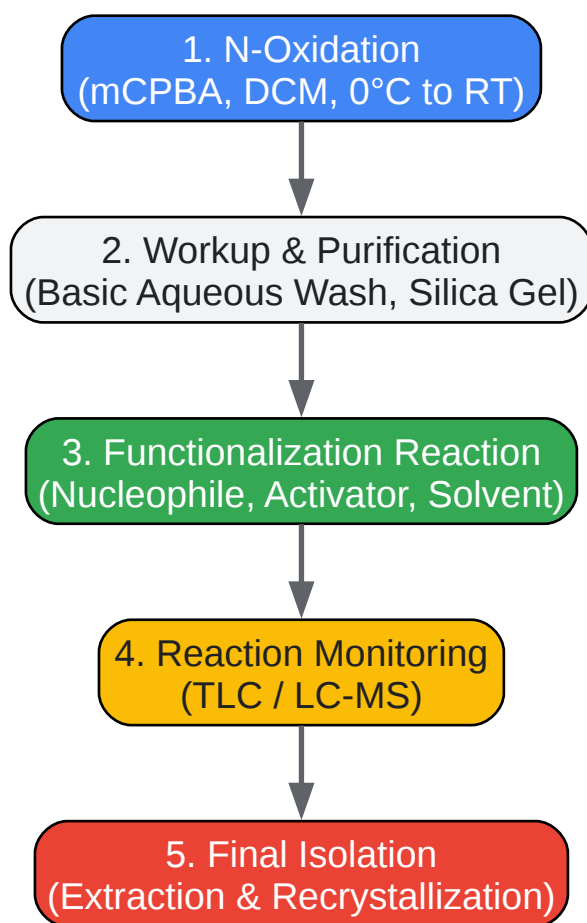 1. N-Oxidation
(mCPBA, DCM, 0°C to RT)
2. Workup & Purification
(Basic Aqueous Wash, Silica Gel)
3. Functionalization Reaction
(Nucleophile, Activator, Solvent)
4. Reaction Monitoring
(TLC / LC-MS)
5. Final Isolation
(Extraction & Recrystallization)